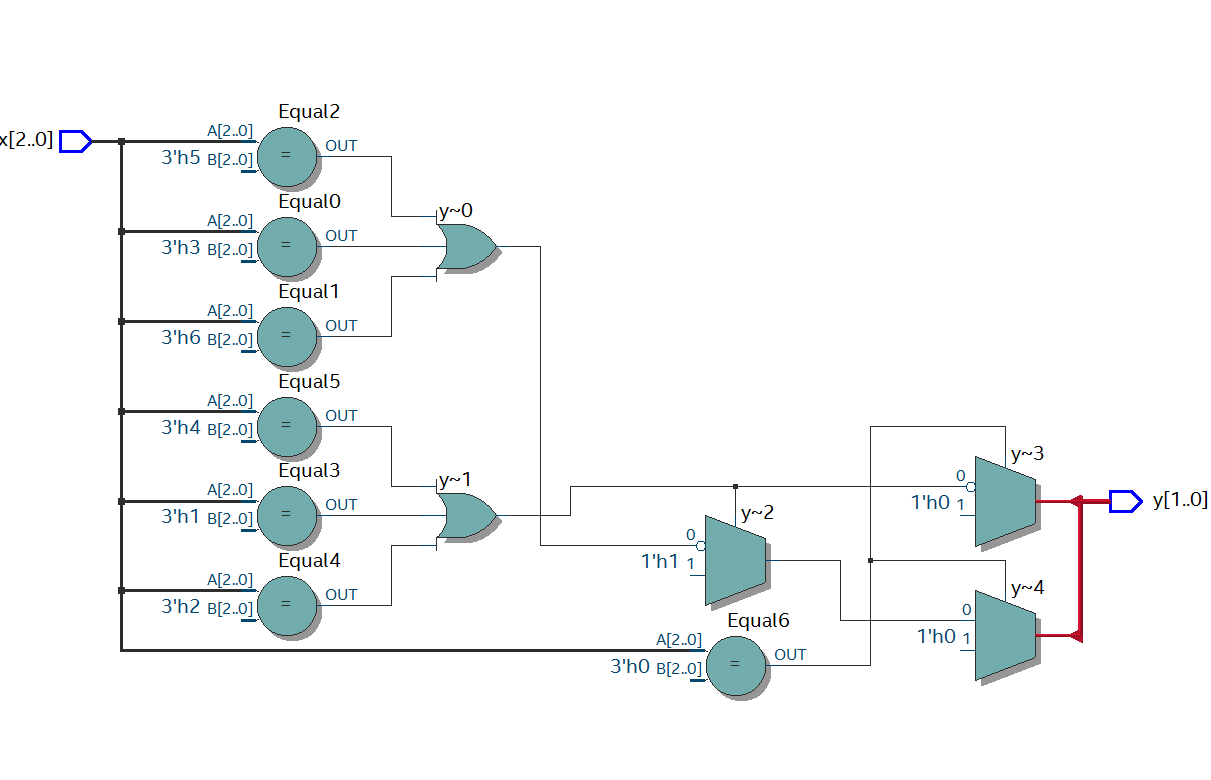 Equal2
x[2..0]
A[2..0]
3'h5 B[2..0]
=
OUT
Equal0
A[2..0]
3'h3 B[2..0]
=
OUT
y~0
Equal1
A[2..0]
3'h6 B[2..0]
=
OUT
Equal5
A[2..0]
3'h4 B[2..0]
=
OUT
Equal3
A[2..0]
3'h1 B[2..0]
=
OUT
y~1
Equal4
A[2..0]
3'h2 B[2..0]
=
OUT
y~2
0
1'h1 1
Equal6
A[2..0]
3'h0 B[2..0]
=
OUT
y~3
0
1'h0 1
y[1..0]
y~4
0
1'h0 1